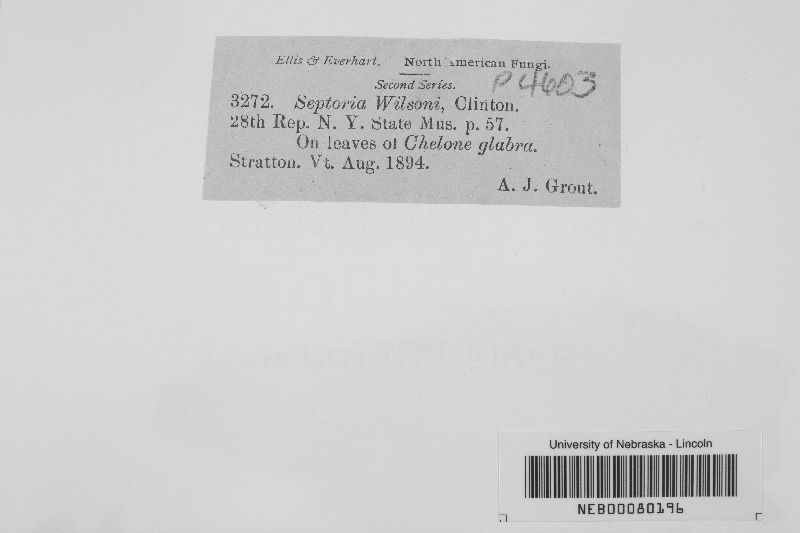 Ellis & Everhart. North American Fungi.
P4603
Second Series.
3272. Septoria Wilsoni, Clinton.
28th Rep. N. Y. State Mus. p. 57.
On leaves of Chelone glabra.
Stratton. Vt. Aug. 1894.
A. J. Grout.
University of Nebraska - Lincoln
NEB00080196